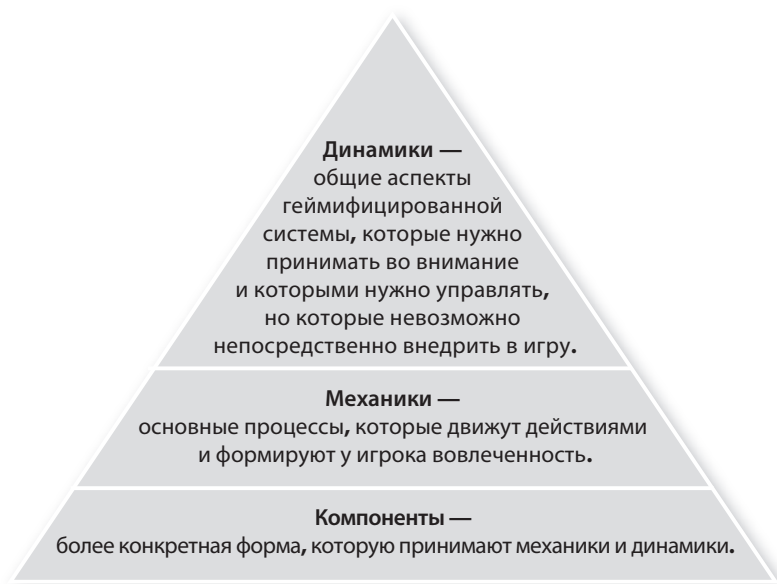 Динамики —
общие аспекты
геймифицированной
системы, которые нужно
принимать во внимание
и которыми нужно управлять,
но которые невозможно
непосредственно внедрить в игру.
Механики —
основные процессы, которые движут действиями
и формируют у игрока вовлеченность.
Компоненты —
более конкретная форма, которую принимают механики и динамики.